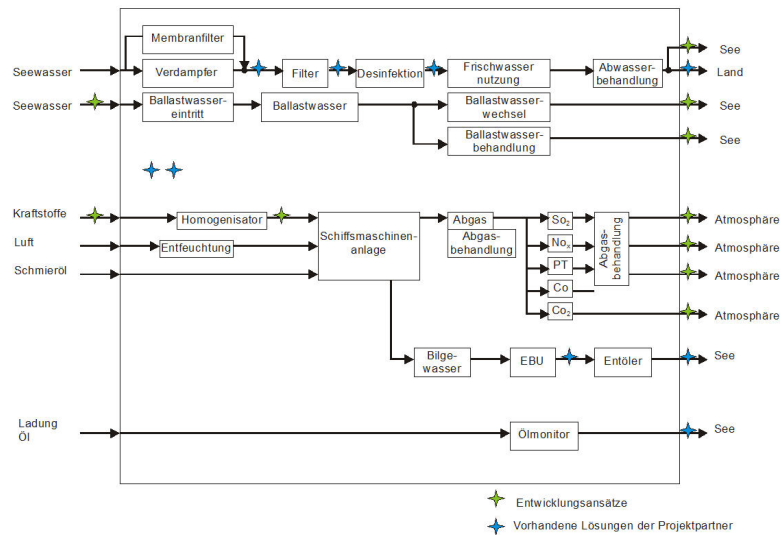 Membranfilter
Seewasser
Verdampfer
Filter
Desinfektion
Frischwasser
nutzung
Abwasser-
behandlung
See
Land
Seewasser
Ballastwasser-
eintritt
Ballastwasser
Ballastwasser-
wechsel
See
Ballastwasser-
behandlung
See
Kraftstoffe
Homogenisator
Luft
Entfeuchtung
Schmieröl
Schiffsmaschinen-
anlage
Abgas
Abgas-
behandlung
So2
Nox
PT
Co
Co2
Abgas-
behandlung
Atmosphäre
Atmosphäre
Atmosphäre
Atmosphäre
Bilge-
wasser
EBU
Entöler
See
Ladung
Öl
Ölmonitor
See
Entwicklungsansätze
Vorhandene Lösungen der Projektpartner